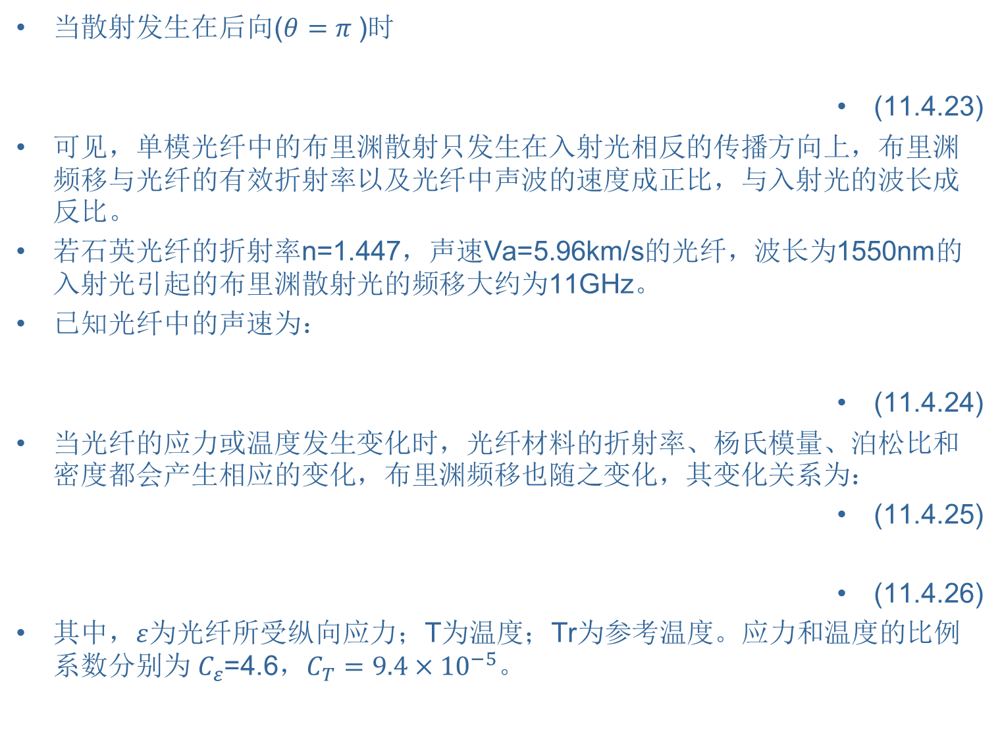 • 当散射发生在后向(θ = π )时
• (11.4.23)
• 可见，单模光纤中的布里渊散射只发生在入射光相反的传播方向上，布里渊
频移与光纤的有效折射率以及光纤中声波的速度成正比，与入射光的波长成
反比。
• 若石英光纤的折射率n=1.447，声速Va=5.96km/s的光纤，波长为1550nm的
入射光引起的布里渊散射光的频移大约为11GHz。
• 已知光纤中的声速为：
• (11.4.24)
• 当光纤的应力或温度发生变化时，光纤材料的折射率、杨氏模量、泊松比和
密度都会产生相应的变化，布里渊频移也随之变化，其变化关系为：
• (11.4.25)
• (11.4.26)
• 其中，ε为光纤所受纵向应力；T为温度；Tr为参考温度。应力和温度的比例
系数分别为 C_ε=4.6，C_T = 9.4 × 10⁻⁵。